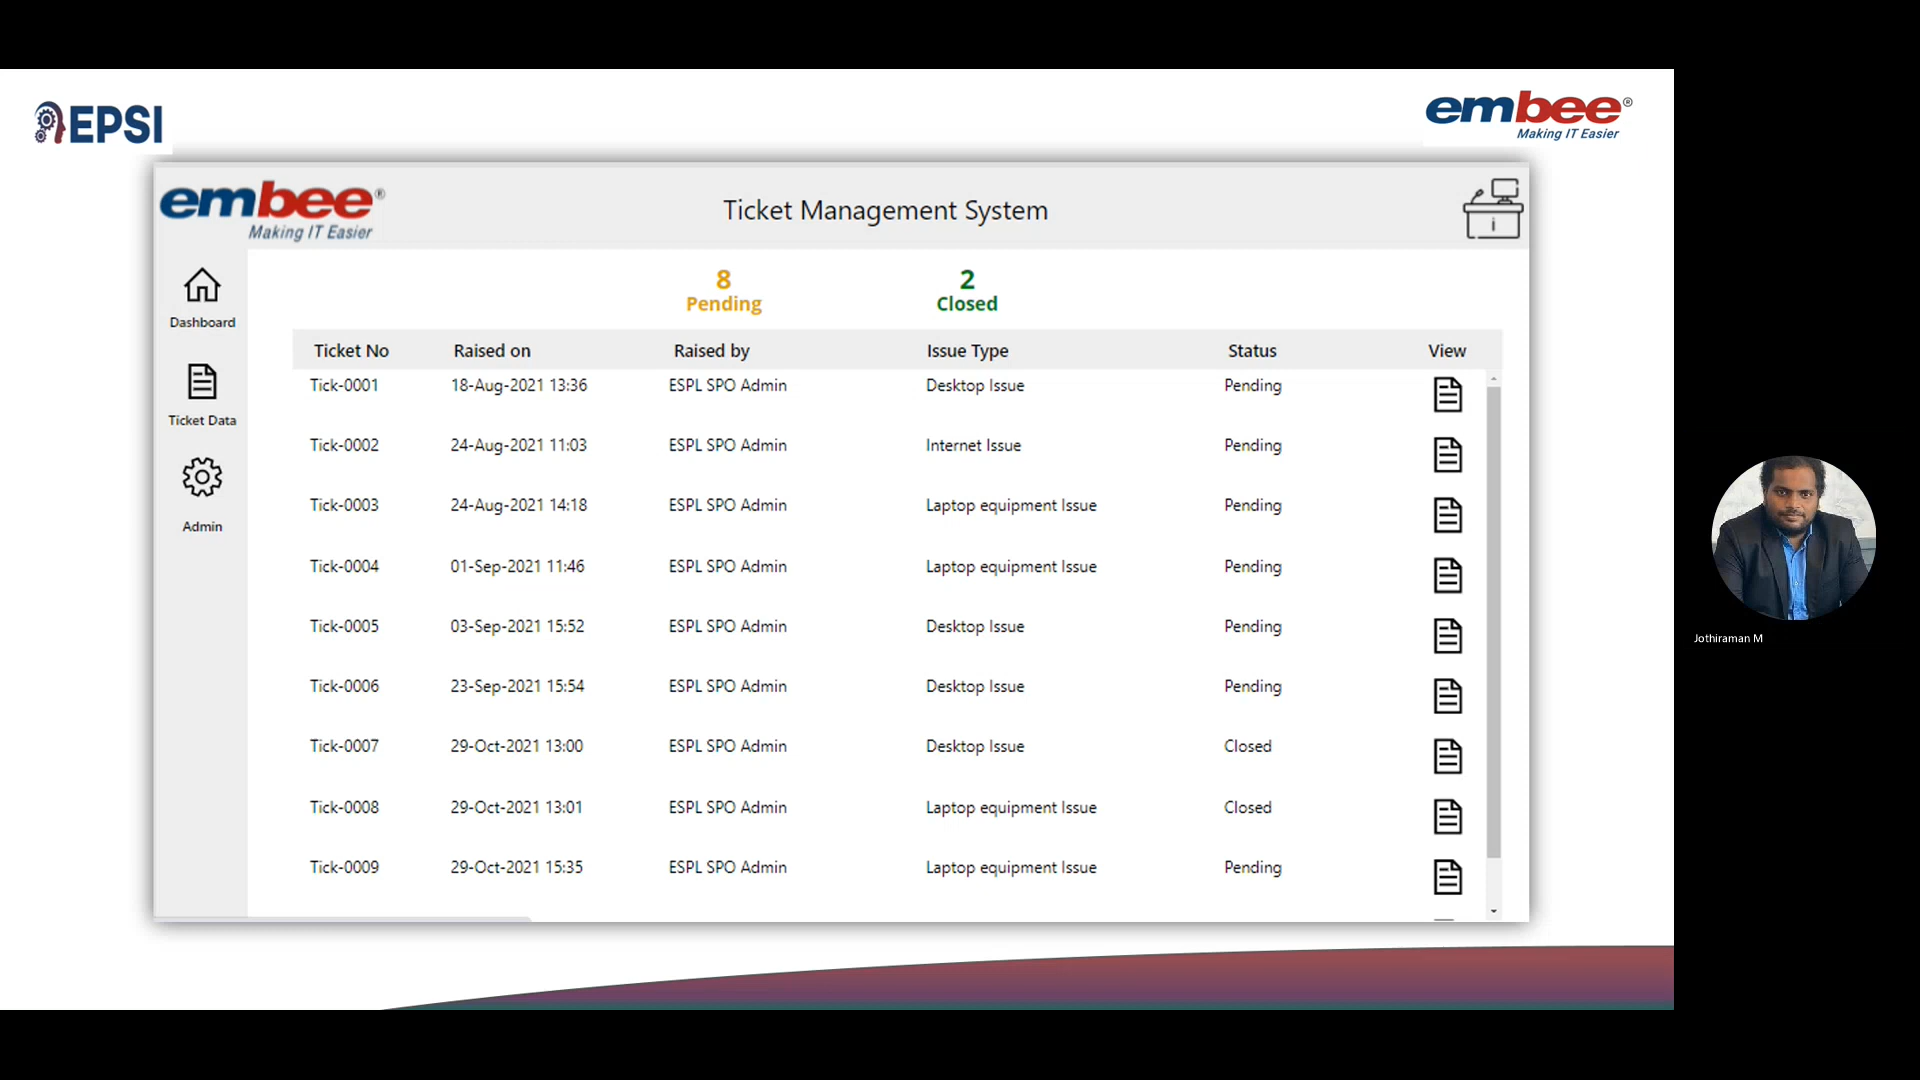 EPSI
embee®
Making IT Easier
embee®
Making IT Easier
Ticket Management System
i
8
Pending
2
Closed
Dashboard
Ticket Data
Admin
Ticket No Raised on Raised by Issue Type Status View
Tick-0001 18-Aug-2021 13:36 ESPL SPO Admin Desktop Issue Pending
Tick-0002 24-Aug-2021 11:03 ESPL SPO Admin Internet Issue Pending
Tick-0003 24-Aug-2021 14:18 ESPL SPO Admin Laptop equipment Issue Pending
Tick-0004 01-Sep-2021 11:46 ESPL SPO Admin Laptop equipment Issue Pending
Tick-0005 03-Sep-2021 15:52 ESPL SPO Admin Desktop Issue Pending
Tick-0006 23-Sep-2021 15:54 ESPL SPO Admin Desktop Issue Pending
Tick-0007 29-Oct-2021 13:00 ESPL SPO Admin Desktop Issue Closed
Tick-0008 29-Oct-2021 13:01 ESPL SPO Admin Laptop equipment Issue Closed
Tick-0009 29-Oct-2021 15:35 ESPL SPO Admin Laptop equipment Issue Pending
Jothiraman M